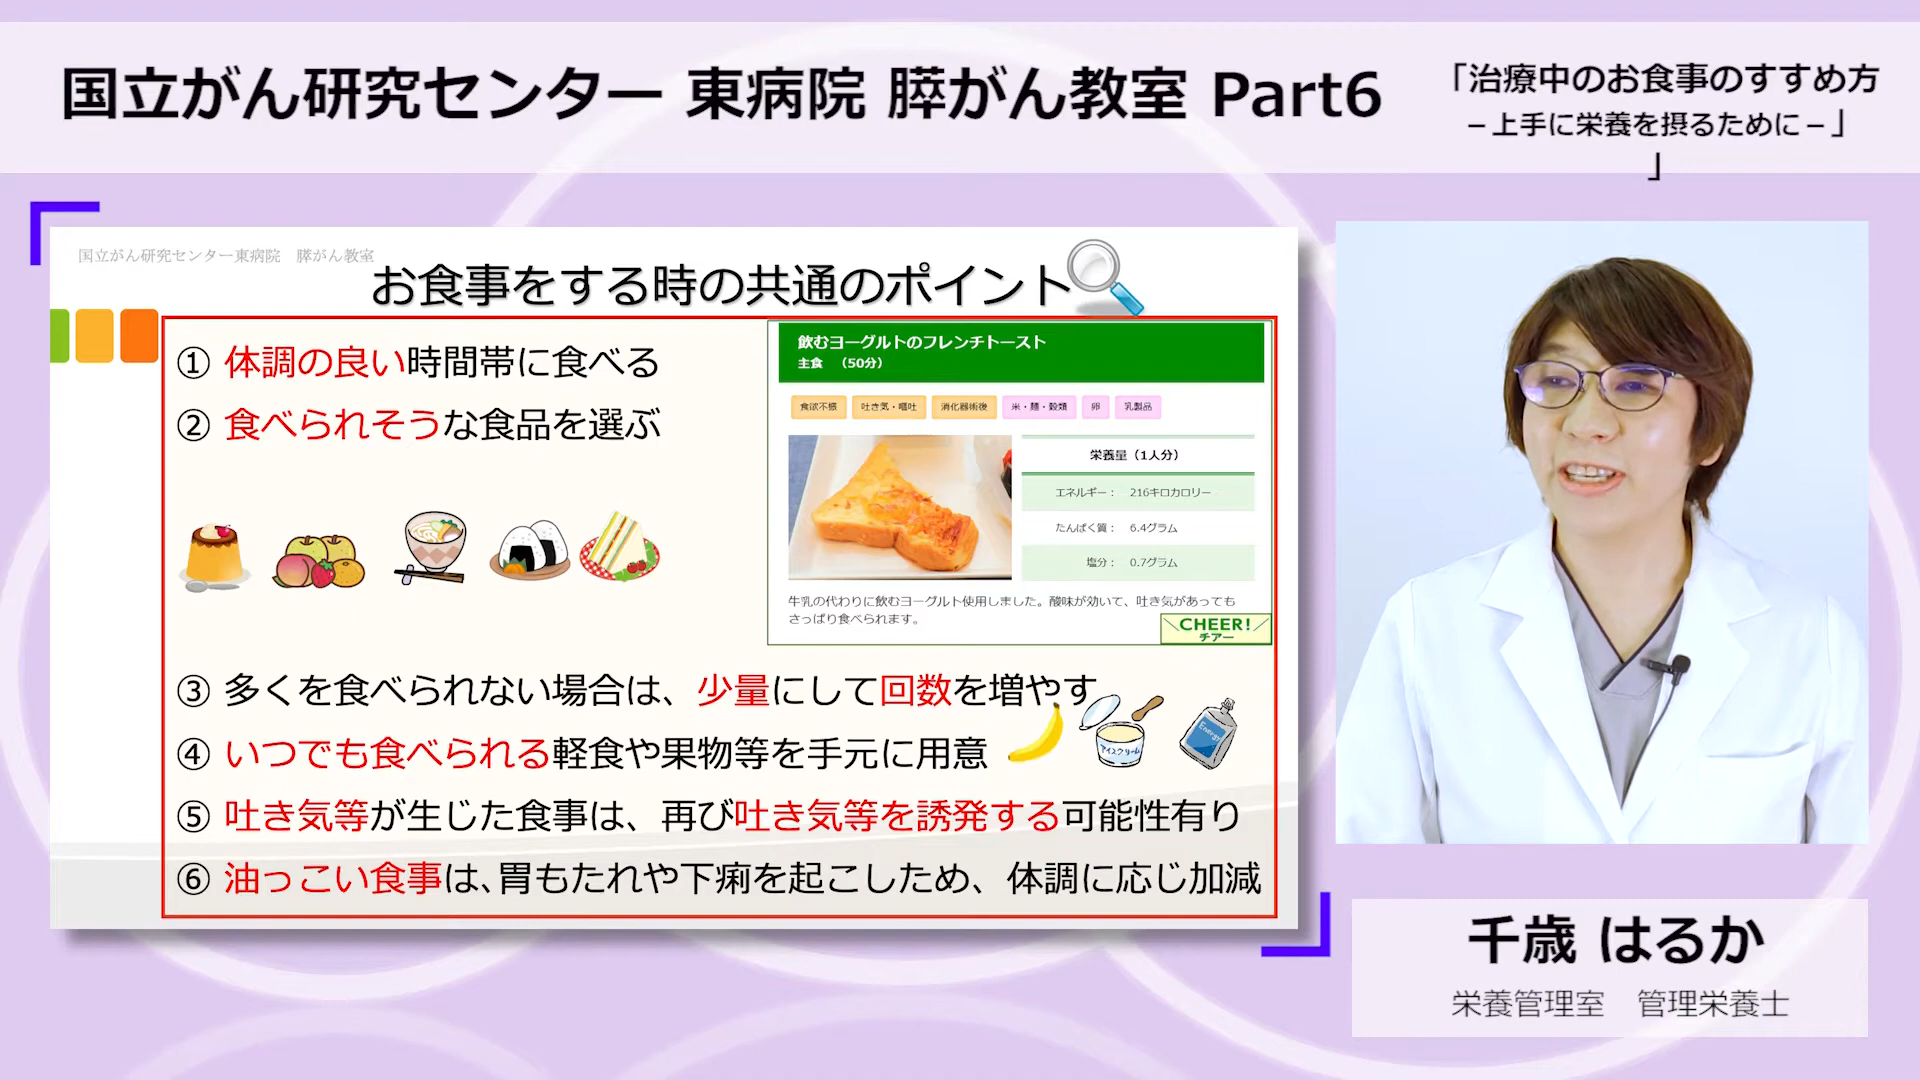 国立がん研究センター 東病院 膵がん教室 Part6
「治療中のお食事のすすめ方
－上手に栄養を摂るために－」
」
国立がん研究センター東病院　膵がん教室
お食事をする時の共通のポイント
① 体調の良い時間帯に食べる
② 食べられそうな食品を選ぶ
飲むヨーグルトのフレンチトースト
主食　（50分）
食欲不振 吐き気・嘔吐 消化器術後 米・麺・穀類 卵 乳製品
栄養量（1人分）
エネルギー：　216キロカロリー
たんぱく質：　6.4グラム
塩分：　0.7グラム
牛乳の代わりに飲むヨーグルト使用しました。酸味が効いて、吐き気があっても
さっぱり食べられます。
＼CHEER!／
チアー
③ 多くを食べられない場合は、少量にして回数を増やす
④ いつでも食べられる軽食や果物等を手元に用意
アイスクリーム
Energy
⑤ 吐き気等が生じた食事は、再び吐き気等を誘発する可能性有り
⑥ 油っこい食事は､胃もたれや下痢を起こしため、体調に応じ加減
千歳 はるか
栄養管理室　管理栄養士